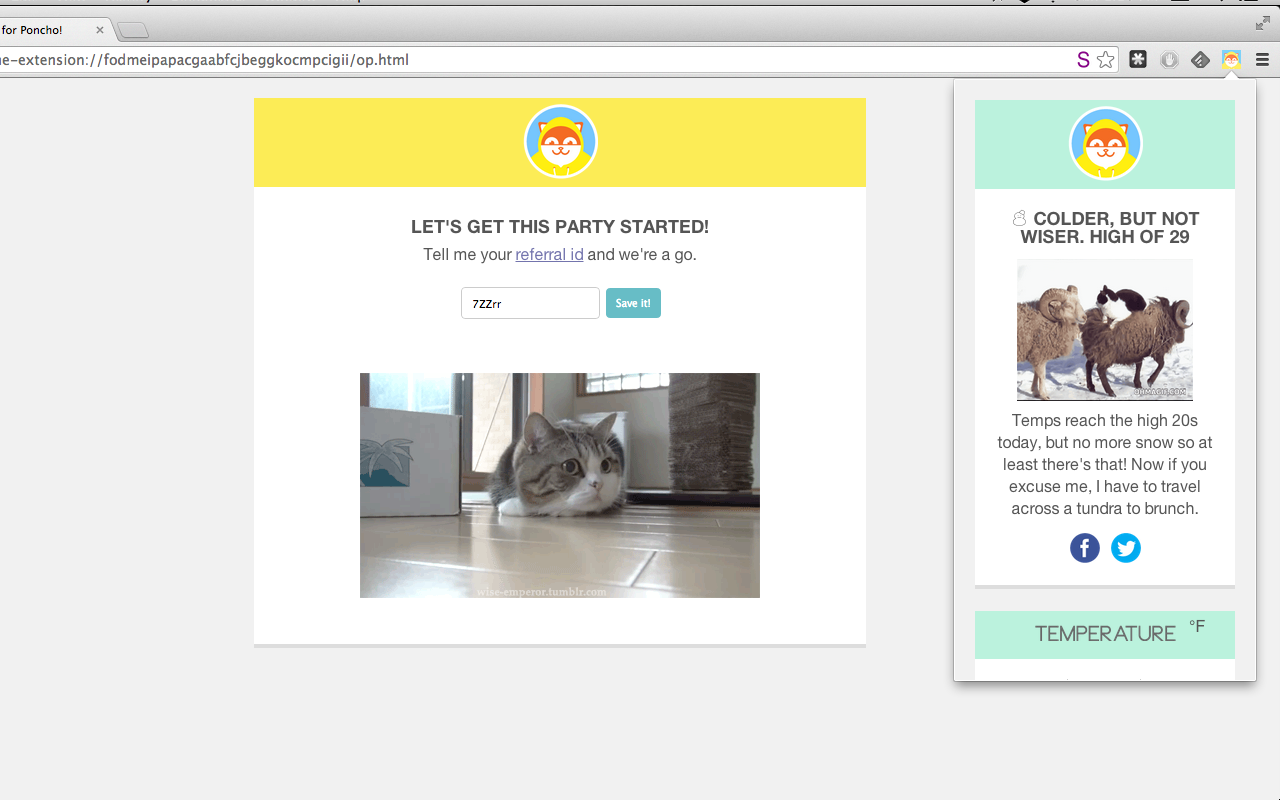 for Poncho!
ne-extension://fodmeipapacgaabfcjbeggkocmpcigii/op.html
LET'S GET THIS PARTY STARTED!
Tell me your referral id and we're a go.
7ZZrr
Save it!
wise-emperor.tumblr.com
☃ COLDER, BUT NOT
WISER. HIGH OF 29
Temps reach the high 20s
today, but no more snow so at
least there's that! Now if you
excuse me, I have to travel
across a tundra to brunch.
TEMPERATURE °F